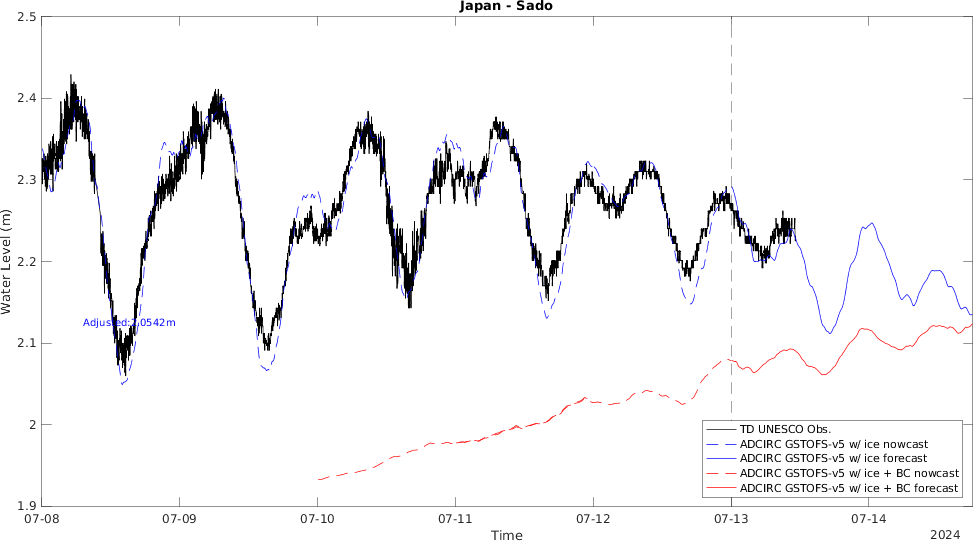 Japan - Sado
2.5
2.4
2.3
2.2
2.1
2
1.9
Water Level (m)
Adjusted:2.0542m
TD UNESCO Obs.
ADCIRC GSTOFS-v5 w/ ice nowcast
ADCIRC GSTOFS-v5 w/ ice forecast
ADCIRC GSTOFS-v5 w/ ice + BC nowcast
ADCIRC GSTOFS-v5 w/ ice + BC forecast
07-08 07-09 07-10 07-11 07-12 07-13 07-14
Time
2024